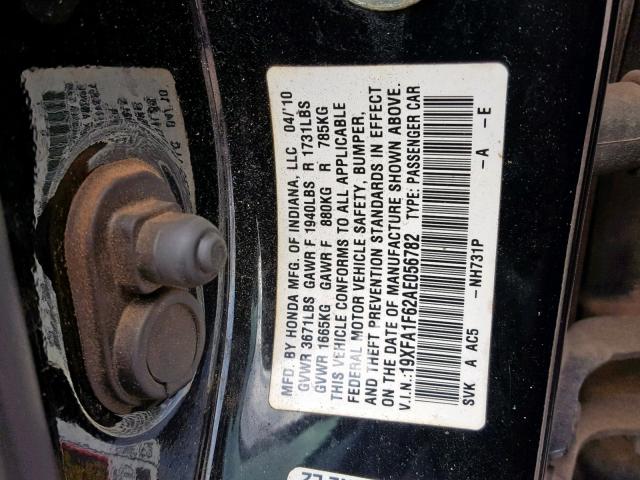 MFD. BY HONDA MFG. OF INDIANA, LLC 04/'10
GVWR 3671LBS GAWR F 1940LBS R 1731LBS
GVWR 1665KG GAWR F 880KG R 785KG
THIS VEHICLE CONFORMS TO ALL APPLICABLE
FEDERAL MOTOR VEHICLE SAFETY, BUMPER,
AND THEFT PREVENTION STANDARDS IN EFFECT
ON THE DATE OF MANUFACTURE SHOWN ABOVE.
V.I.N.:19XFA1F62AE056782 TYPE: PASSENGER CAR
SVK A AC5 -NH731P -A -E